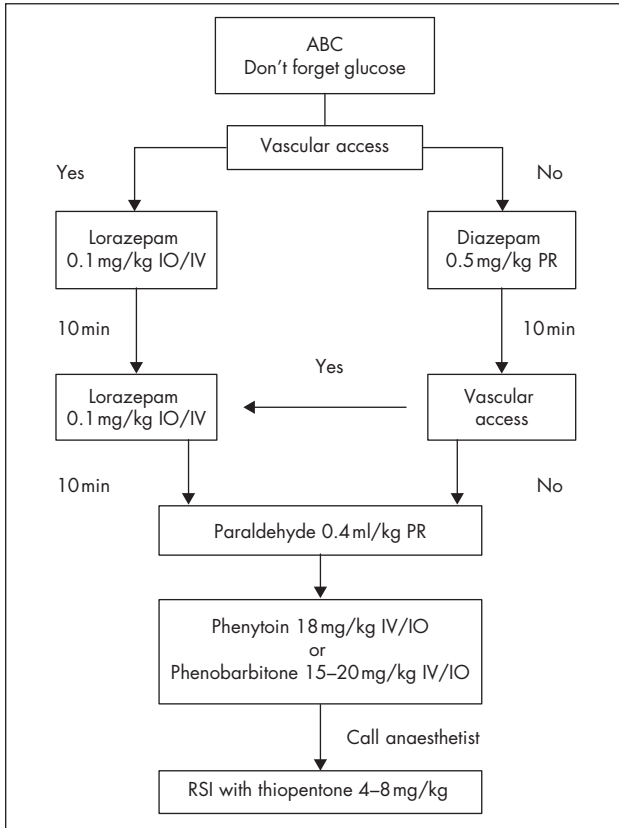 ABC
Don't forget glucose
Vascular access
Yes
No
Lorazepam
0.1 mg/kg IO/IV
Diazepam
0.5 mg/kg PR
10 min
10 min
Yes
Lorazepam
0.1 mg/kg IO/IV
Vascular
access
10 min
No
Paraldehyde 0.4 ml/kg PR
Phenytoin 18 mg/kg IV/IO
or
Phenobarbitone 15–20 mg/kg IV/IO
Call anaesthetist
RSI with thiopentone 4–8 mg/kg